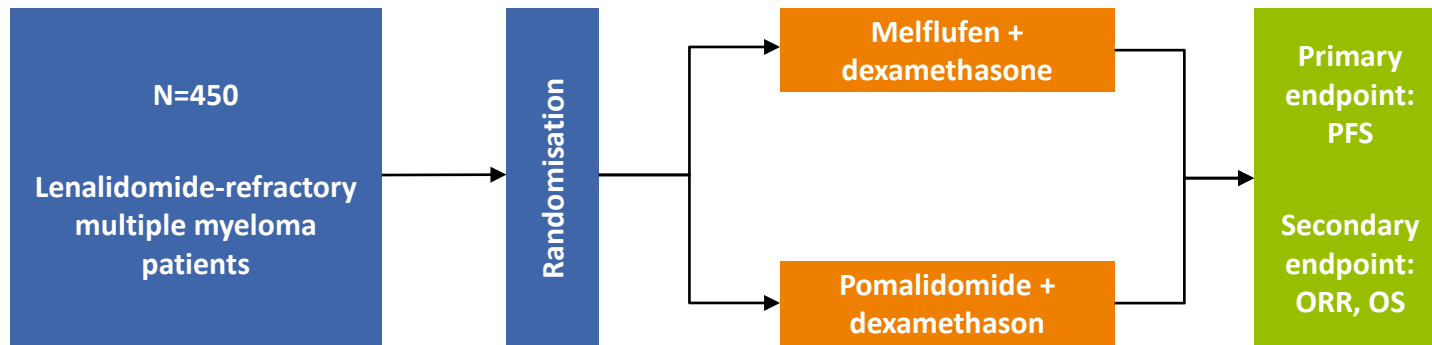 N=450
Lenalidomide-refractory
multiple myeloma
patients
Randomisation
Melflufen +
dexamethasone
Pomalidomide +
dexamethason
Primary
endpoint:
PFS
Secondary
endpoint:
ORR, OS